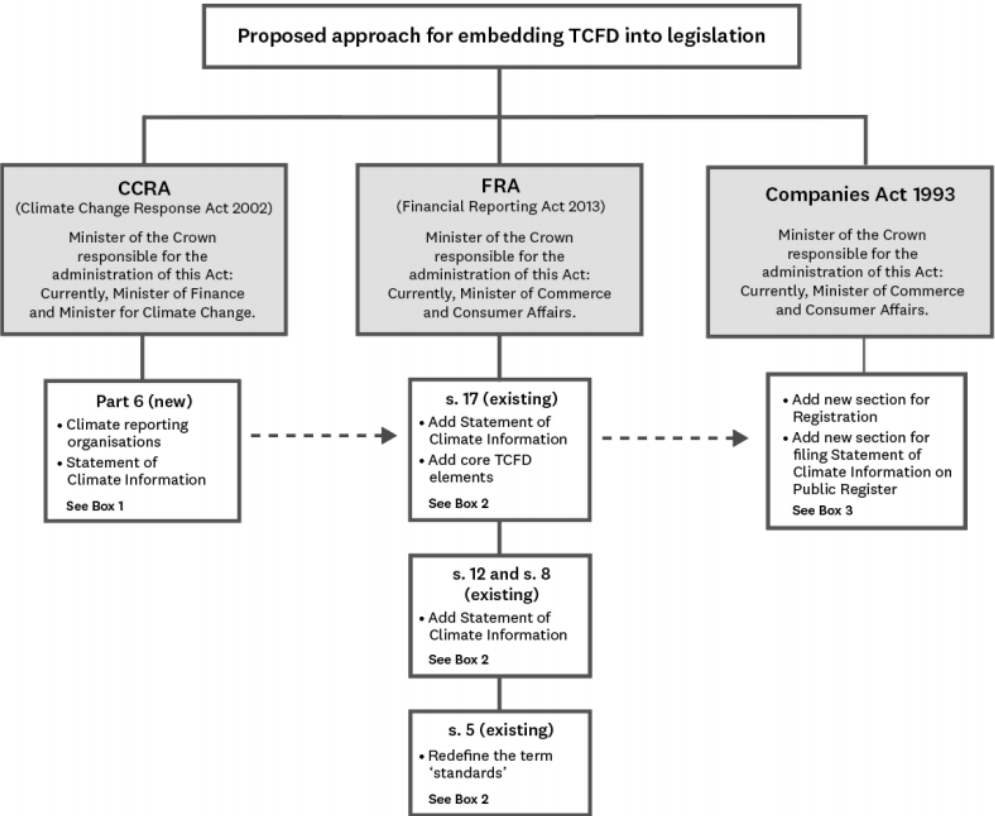 Proposed approach for embedding TCFD into legislation
CCRA
(Climate Change Response Act 2002)
Minister of the Crown
responsible for the
administration of this Act:
Currently, Minister of Finance
and Minister for Climate Change.
FRA
(Financial Reporting Act 2013)
Minister of the Crown
responsible for the
administration of this Act:
Currently, Minister of Commerce
and Consumer Affairs.
Companies Act 1993
Minister of the Crown
responsible for the
administration of this Act:
Currently, Minister of Commerce
and Consumer Affairs.
Part 6 (new)
• Climate reporting
organisations
• Statement of
Climate Information
See Box 1
s. 17 (existing)
• Add Statement of
Climate Information
• Add core TCFD
elements
See Box 2
• Add new section for
Registration
• Add new section for
filing Statement of
Climate Information on
Public Register
See Box 3
s. 12 and s. 8
(existing)
• Add Statement of
Climate Information
See Box 2
s. 5 (existing)
• Redefine the term
‘standards’
See Box 2